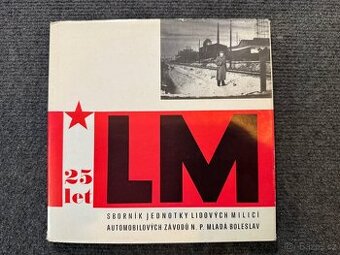 25
let
LM
SBORNÍK JEDNOTKY LIDOVÝCH MILICÍ
AUTOMOBILOVÝCH ZÁVODŮ N. P. MLADÁ BOLESLAV